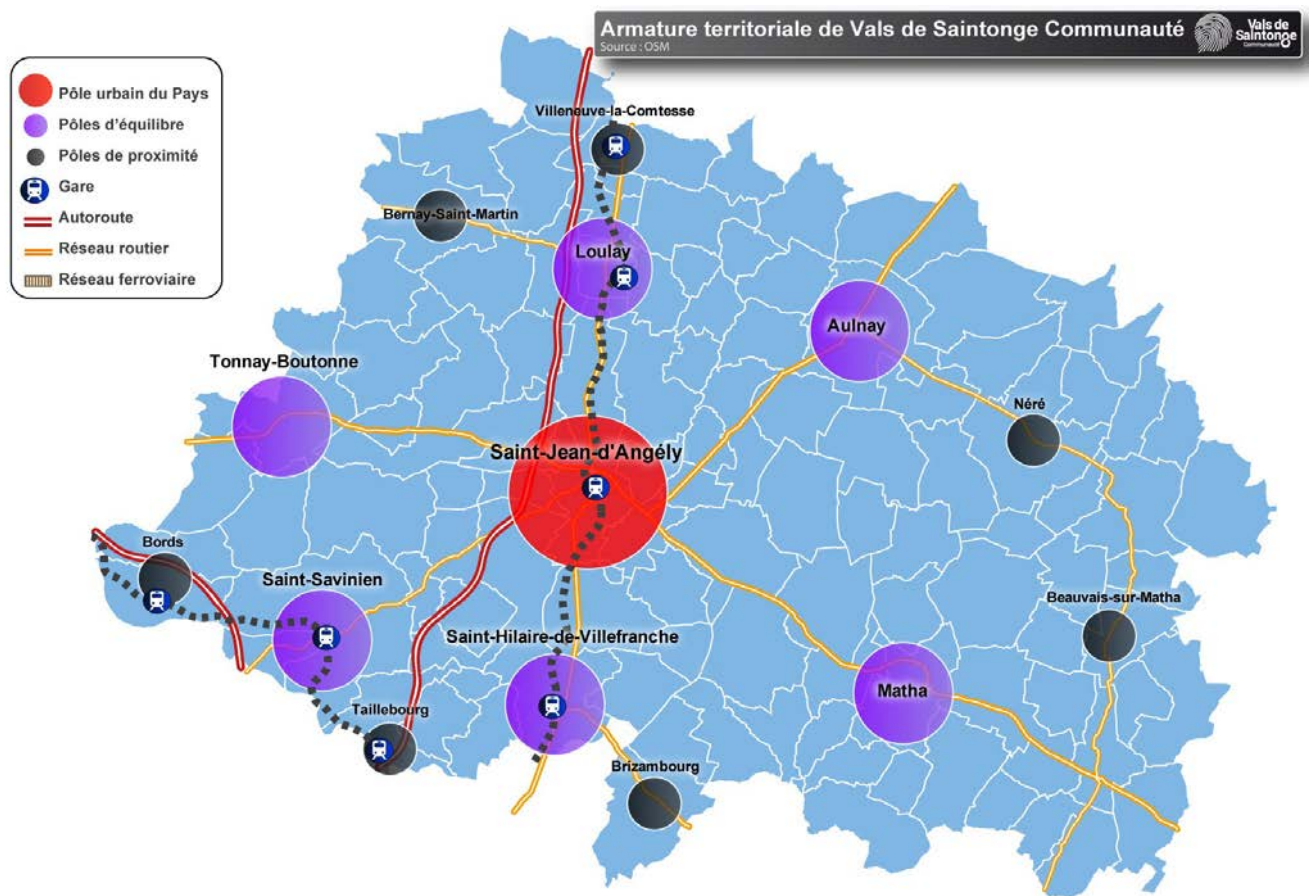 Armature territoriale de Vals de Saintonge Communauté
Source : OSM
Vals de
Saintonge
Communauté
Pôle urbain du Pays
Pôles d'équilibre
Pôles de proximité
Gare
Autoroute
Réseau routier
Réseau ferroviaire
Villeneuve-la-Comtesse
Bernay-Saint-Martin
Loulay
Aulnay
Tonnay-Boutonne
Néré
Saint-Jean-d'Angély
Bords
Saint-Savinien
Beauvais-sur-Matha
Saint-Hilaire-de-Villefranche
Matha
Taillebourg
Brizambourg